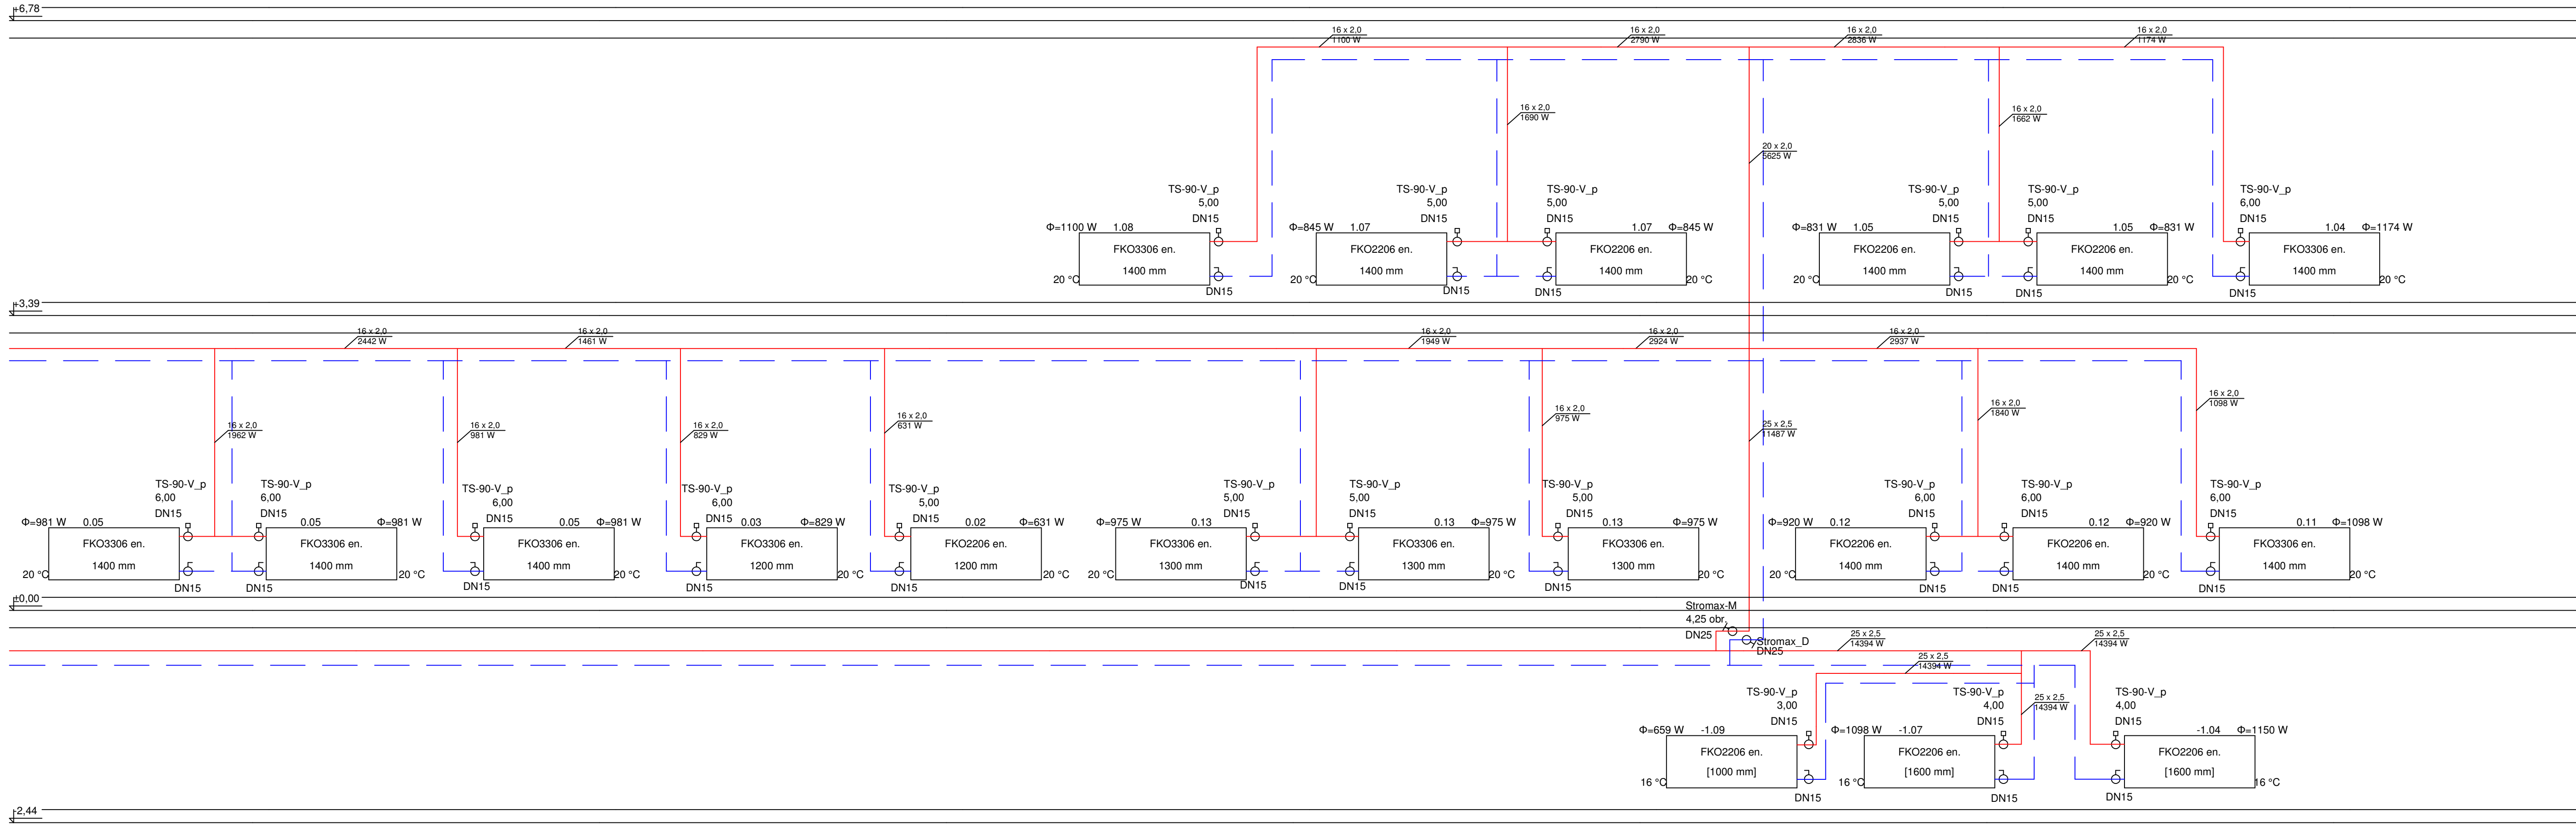 +6,78
16 x 2,0
1100 W
16 x 2,0
2790 W
16 x 2,0
2836 W
16 x 2,0
1174 W
16 x 2,0
1690 W
16 x 2,0
1662 W
20 x 2,0
5625 W
TS-90-V_p
5,00
DN15
TS-90-V_p
5,00
DN15
TS-90-V_p
5,00
DN15
TS-90-V_p
5,00
DN15
TS-90-V_p
5,00
DN15
TS-90-V_p
6,00
DN15
Φ=1100 W 1.08
FKO3306 en.
1400 mm
20 °C
DN15
Φ=845 W 1.07
FKO2206 en.
1400 mm
20 °C
DN15
1.07 Φ=845 W
FKO2206 en.
1400 mm
20 °C
DN15
Φ=831 W 1.05
FKO2206 en.
1400 mm
20 °C
DN15
1.05 Φ=831 W
FKO2206 en.
1400 mm
20 °C
DN15
1.04 Φ=1174 W
FKO3306 en.
1400 mm
20 °C
DN15
+3,39
16 x 2,0
2442 W
16 x 2,0
1461 W
16 x 2,0
1949 W
16 x 2,0
2924 W
16 x 2,0
2937 W
16 x 2,0
1962 W
16 x 2,0
981 W
16 x 2,0
829 W
16 x 2,0
631 W
16 x 2,0
975 W
25 x 2,5
11487 W
16 x 2,0
1840 W
16 x 2,0
1098 W
TS-90-V_p
6,00
DN15
TS-90-V_p
6,00
DN15
TS-90-V_p
6,00
DN15
TS-90-V_p
6,00
DN15
TS-90-V_p
5,00
DN15
TS-90-V_p
5,00
DN15
TS-90-V_p
5,00
DN15
TS-90-V_p
5,00
DN15
TS-90-V_p
6,00
DN15
TS-90-V_p
6,00
DN15
TS-90-V_p
6,00
DN15
Φ=981 W 0.05
FKO3306 en.
1400 mm
20 °C
DN15
0.05 Φ=981 W
FKO3306 en.
1400 mm
20 °C
DN15
0.05 Φ=981 W
FKO3306 en.
1400 mm
20 °C
DN15
0.03 Φ=829 W
FKO3306 en.
1200 mm
20 °C
DN15
0.02 Φ=631 W
FKO2206 en.
1200 mm
20 °C
DN15
Φ=975 W 0.13
FKO3306 en.
1300 mm
20 °C
DN15
0.13 Φ=975 W
FKO3306 en.
1300 mm
20 °C
DN15
0.13 Φ=975 W
FKO3306 en.
1300 mm
20 °C
DN15
Φ=920 W 0.12
FKO2206 en.
1400 mm
20 °C
DN15
0.12 Φ=920 W
FKO2206 en.
1400 mm
20 °C
DN15
0.11 Φ=1098 W
FKO3306 en.
1400 mm
20 °C
DN15
±0,00
Stromax-M
4,25 obr.
DN25
Stromax_D
DN25
25 x 2,5
14394 W
25 x 2,5
14394 W
25 x 2,5
14394 W
25 x 2,5
14394 W
TS-90-V_p
3,00
DN15
TS-90-V_p
4,00
DN15
TS-90-V_p
4,00
DN15
Φ=659 W -1.09
FKO2206 en.
[1000 mm]
16 °C
DN15
Φ=1098 W -1.07
FKO2206 en.
[1600 mm]
16 °C
DN15
-1.04 Φ=1150 W
FKO2206 en.
[1600 mm]
16 °C
DN15
-2,44